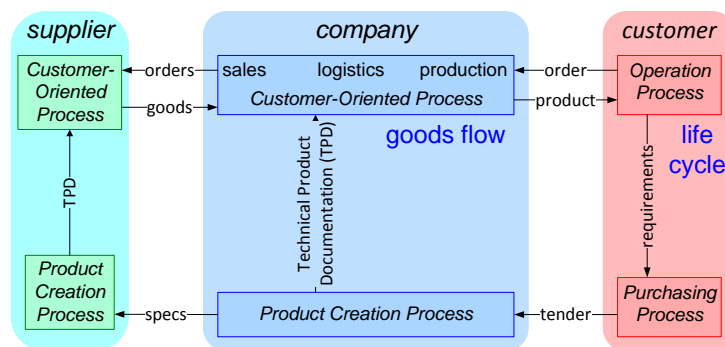 supplier
company
customer
Customer-
Oriented
Process
orders
goods
sales logistics production
Customer-Oriented Process
order
product
Operation
Process
goods flow
life
cycle
TPD
Technical Product
Documentation (TPD)
requirements
Product
Creation
Process
specs
Product Creation Process
tender
Purchasing
Process